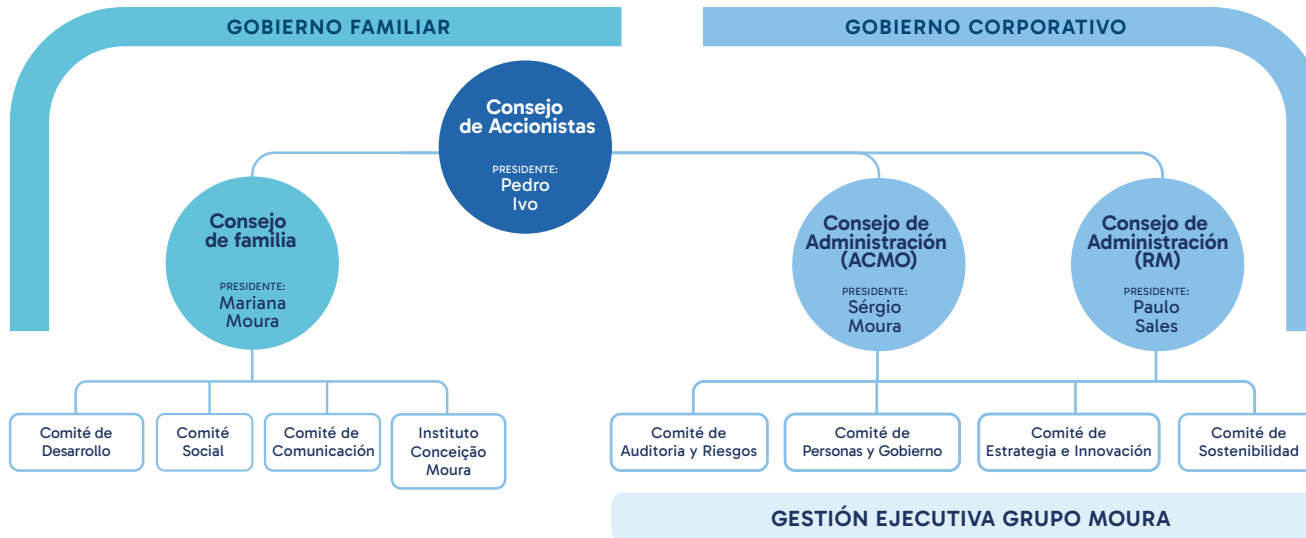 GOBIERNO FAMILIAR
GOBIERNO CORPORATIVO
Consejo
de Accionistas
PRESIDENTE:
Pedro
Ivo
Consejo
de familia
PRESIDENTE:
Mariana
Moura
Consejo de
Administración
(ACMO)
PRESIDENTE:
Sérgio
Moura
Consejo de
Administración
(RM)
PRESIDENTE:
Paulo
Sales
Comité de
Desarrollo
Comité
Social
Comité de
Comunicación
Instituto
Conceição
Moura
Comité de
Auditoria y Riesgos
Comité de
Personas y Gobierno
Comité de
Estrategia e Innovación
Comité de
Sostenibilidad
GESTIÓN EJECUTIVA GRUPO MOURA